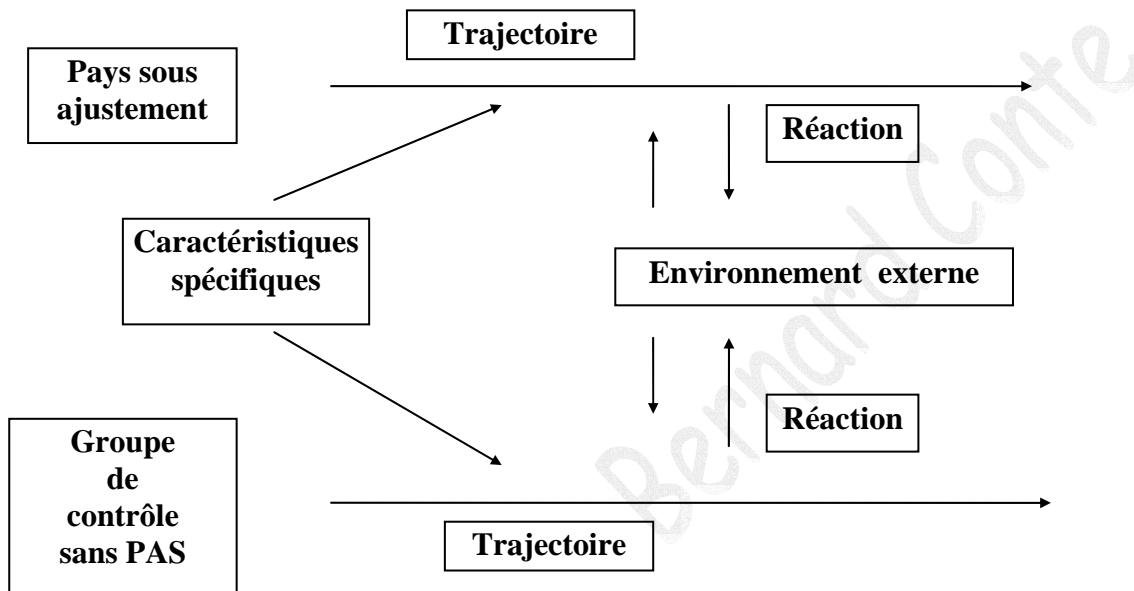 Trajectoire
Pays sous
ajustement
Réaction
Caractéristiques
spécifiques
Environnement externe
Réaction
Groupe
de
contrôle
sans PAS
Trajectoire
Bernard Conte